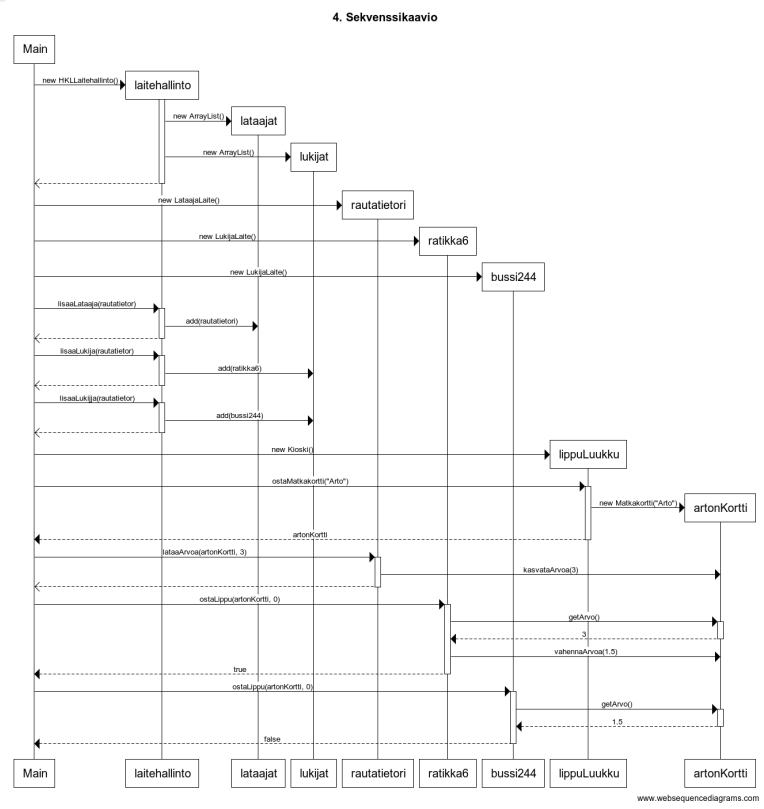 4. Sekvenssikaavio
Main
new HKLLaitehallinto()
laitehallinto
new ArrayList()
lataajat
new ArrayList()
lukijat
new LataajaLaite()
rautatietori
new LukijaLaite()
ratikka6
new LukijaLaite()
bussi244
lisaaLataaja(rautatietor)
add(rautatietori)
lisaaLukija(rautatietor)
add(ratikka6)
lisaaLukijja(rautatietor)
add(bussi244)
new Kioski()
lippuLuukku
ostaMatkakortti("Arto")
new Matkakortti("Arto")
artonKortti
artonKortti
lataaArvoa(artonKortti, 3)
kasvataArvoa(3)
ostaLippu(artonKortti, 0)
getArvo()
3
vahennaArvoa(1.5)
true
ostaLippu(artonKortti, 0)
getArvo()
1.5
false
Main laitehallinto lataajat lukijat rautatietori ratikka6 bussi244 lippuLuukku artonKortti
www.websequencediagrams.com